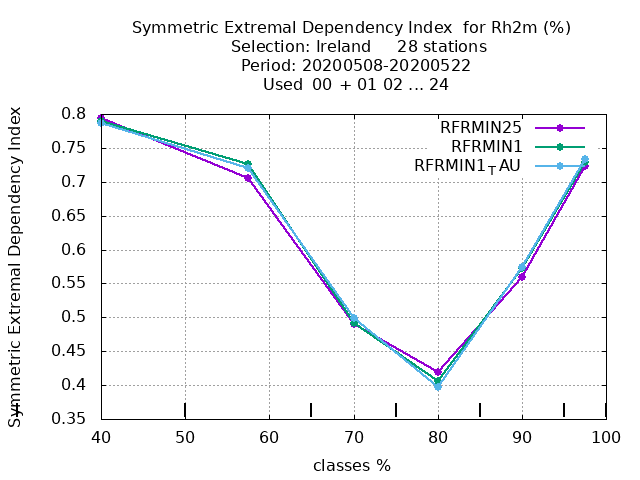 Symmetric Extremal Dependency Index for Rh2m (%)
Selection: Ireland 28 stations
Period: 20200508-20200522
Used 00 + 01 02 ... 24
Symmetric Extremal Dependency Index
0.8
0.75
0.7
0.65
0.6
0.55
0.5
0.45
0.4
0.35
RFRMIN25
RFRMIN1
RFRMIN1TAU
40 50 60 70 80 90 100
classes %